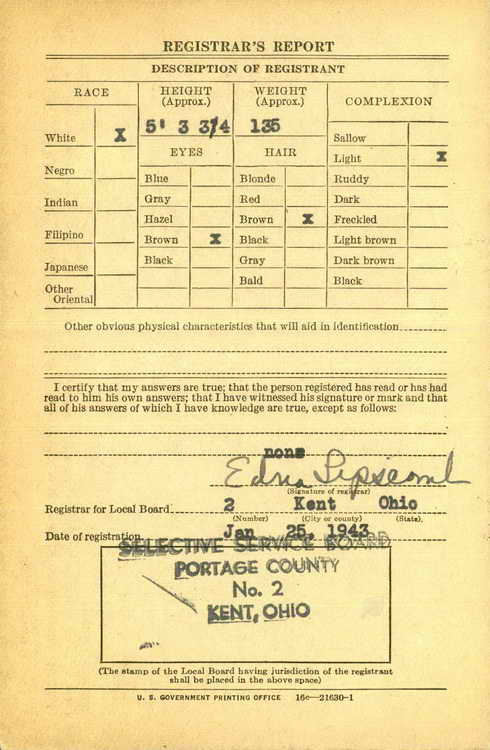 REGISTRAR'S REPORT
DESCRIPTION OF REGISTRANT
RACE
HEIGHT
(Approx.)
WEIGHT
(Approx.)
COMPLEXION
White X
5' 3 3/4
135
Sallow
EYES
HAIR
Light X
Negro
Blue
Blonde
Ruddy
Indian
Gray
Red
Dark
Hazel
Brown X
Freckled
Filipino
Brown X
Black
Light brown
Japanese
Black
Gray
Dark brown
Other
Oriental
Bald
Black
Other obvious physical characteristics that will aid in identification
I certify that my answers are true; that the person registered has read or has had
read to him his own answers; that I have witnessed his signature or mark and that
all of his answers of which I have knowledge are true, except as follows:
none
Edna Lipscomb
(Signature of registrar)
Registrar for Local Board 2 Kent Ohio
(Number) (City or county) (State),
Date of registration Jan 25, 1943
SELECTIVE SERVICE BOARD
PORTAGE COUNTY
No. 2
KENT, OHIO
(The stamp of the Local Board having jurisdiction of the registrant
shall be placed in the above space)
U. S. GOVERNMENT PRINTING OFFICE 16c—21630-1